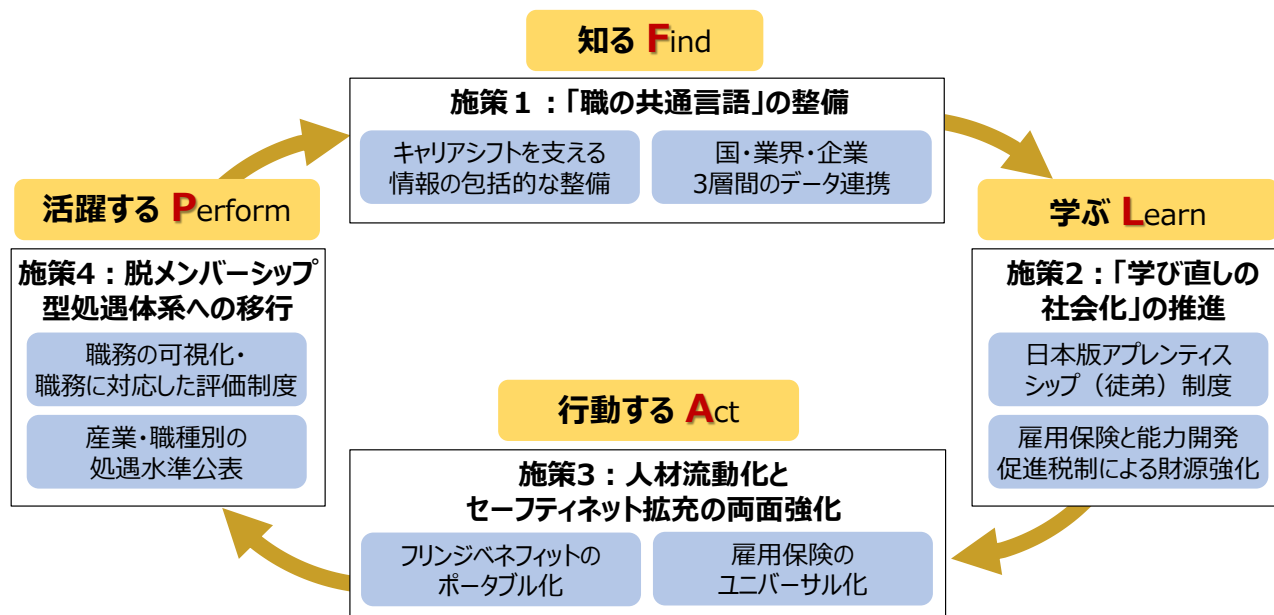 知る Find
施策１：「職の共通言語」の整備
キャリアシフトを支える
情報の包括的な整備
国・業界・企業
3層間のデータ連携
学ぶ Learn
施策2：「学び直しの
社会化」の推進
日本版アプレンティス
シップ（徒弟）制度
雇用保険と能力開発
促進税制による財源強化
行動する Act
施策3：人材流動化と
セーフティネット拡充の両面強化
フリンジベネフィットの
ポータブル化
雇用保険の
ユニバーサル化
活躍する Perform
施策4：脱メンバーシップ
型処遇体系への移行
職務の可視化・
職務に対応した評価制度
産業・職種別の
処遇水準公表